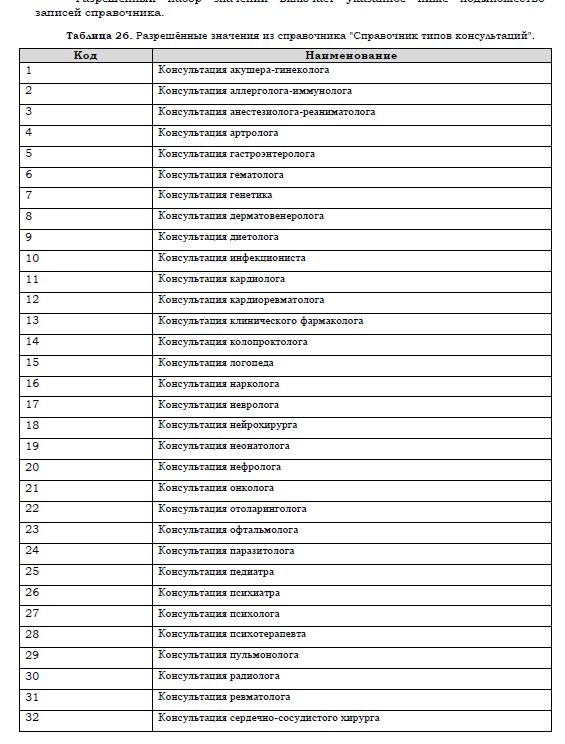 Разрешённый набор значений включает указанное ниже подмножество
записей справочника.
Таблица 26. Разрешённые значения из справочника "Справочник типов консультаций".
Код Наименование
1 Консультация акушера-гинеколога
2 Консультация аллерголога-иммунолога
3 Консультация анестезиолога-реаниматолога
4 Консультация артролога
5 Консультация гастроэнтеролога
6 Консультация гематолога
7 Консультация генетика
8 Консультация дерматовенеролога
9 Консультация диетолога
10 Консультация инфекциониста
11 Консультация кардиолога
12 Консультация кардиоревматолога
13 Консультация клинического фармаколога
14 Консультация колопроктолога
15 Консультация логопеда
16 Консультация нарколога
17 Консультация невролога
18 Консультация нейрохирурга
19 Консультация неонатолога
20 Консультация нефролога
21 Консультация онколога
22 Консультация отоларинголога
23 Консультация офтальмолога
24 Консультация паразитолога
25 Консультация педиатра
26 Консультация психиатра
27 Консультация психолога
28 Консультация психотерапевта
29 Консультация пульмонолога
30 Консультация радиолога
31 Консультация ревматолога
32 Консультация сердечно-сосудистого хирурга